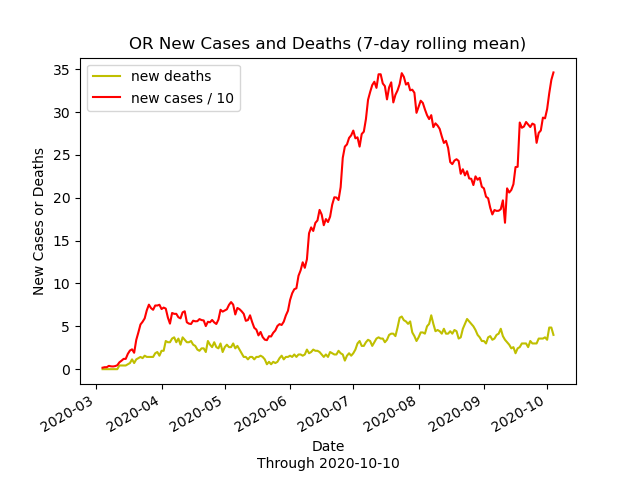 OR New Cases and Deaths (7-day rolling mean)
new deaths
new cases / 10
New Cases or Deaths
35
30
25
20
15
10
5
0
2020-03
2020-04
2020-05
2020-06
2020-07
2020-08
2020-09
2020-10
Date
Through 2020-10-10